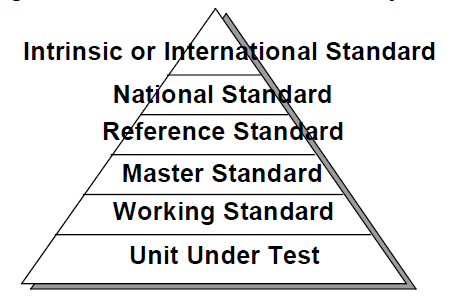 Intrinsic or International Standard
National Standard
Reference Standard
Master Standard
Working Standard
Unit Under Test